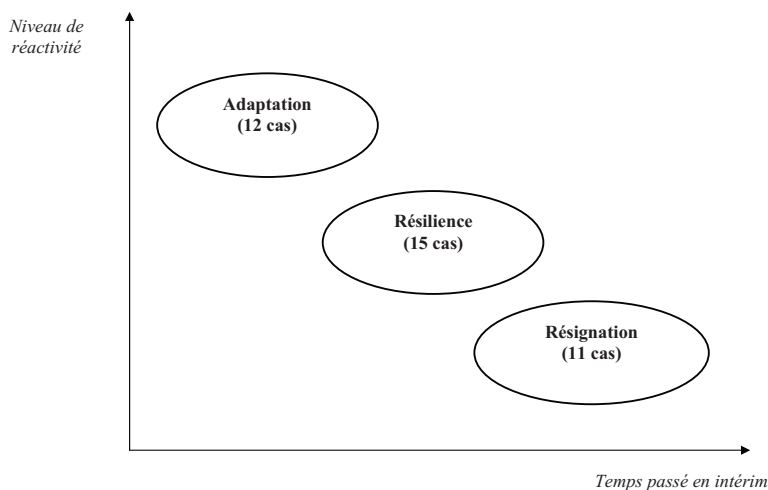 Niveau de
réactivité
Adaptation
(12 cas)
Résilience
(15 cas)
Résignation
(11 cas)
Temps passé en intérim